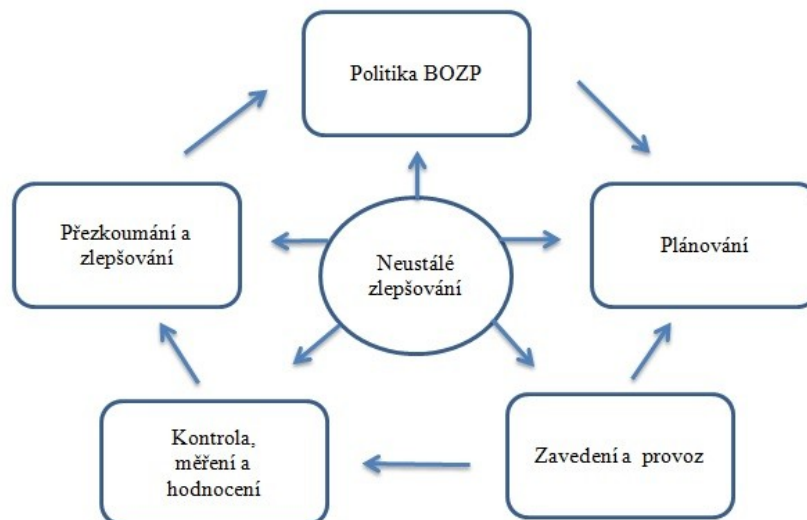 Politika BOZP
Přezkoumání a
zlepšování
Neustálé
zlepšování
Plánování
Kontrola,
měření a
hodnocení
Zavedení a provoz